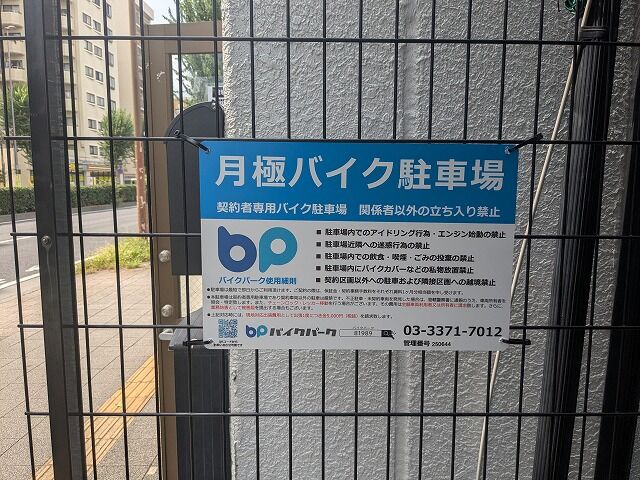 月極バイク駐車場
契約者専用バイク駐車場 関係者以外の立ち入り禁止
bp
バイクパーク使用細則
■ 駐車場内でのアイドリング行為・エンジン始動の禁止
■ 駐車場近隣への迷惑行為の禁止
■ 駐車場内での飲食・喫煙・ごみの投棄の禁止
■ 駐車場内にバイクカバーなどの私物放置禁止
■ 契約区画以外への駐車および隣接区画への越境禁止
bp バイクパーク
バイクパーク
81989
03-3371-7012
管理番号 250644